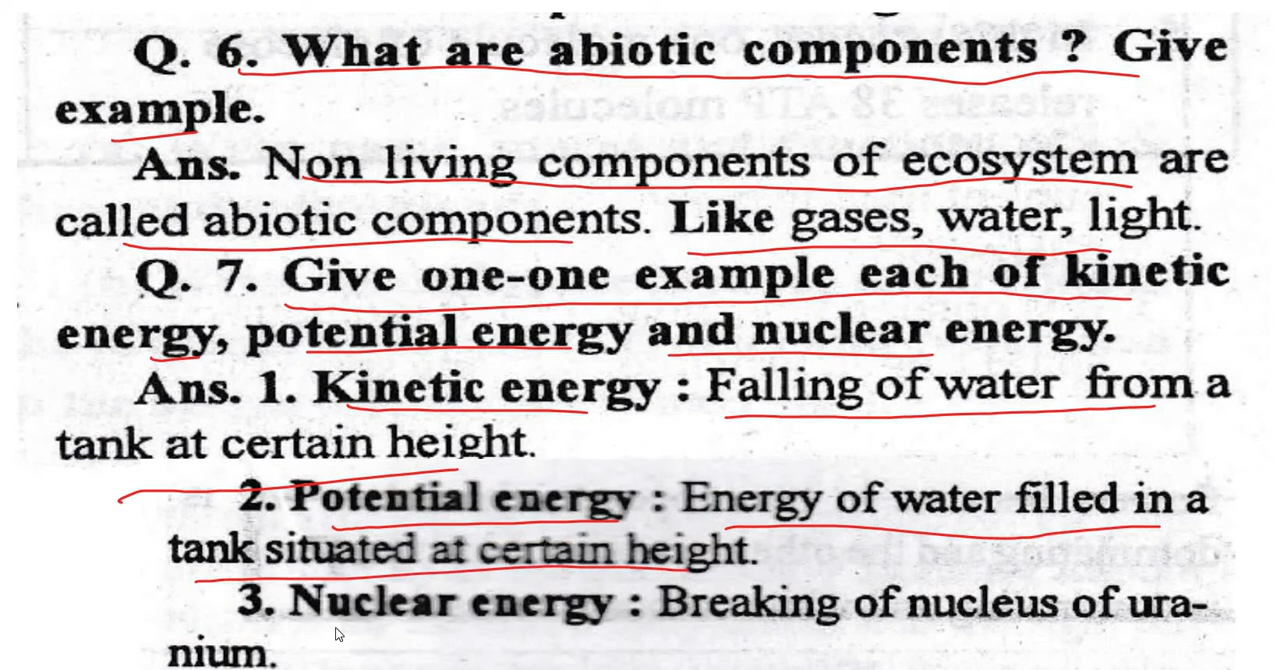 Q. 6. What are abiotic components ? Give
example.
Ans. Non living components of ecosystem are
called abiotic components. Like gases, water, light.
Q. 7. Give one-one example each of kinetic
energy, potential energy and nuclear energy.
Ans. 1. Kinetic energy : Falling of water from a
tank at certain height.
2. Potential energy : Energy of water filled in a
tank situated at certain height.
3. Nuclear energy : Breaking of nucleus of ura-
nium.